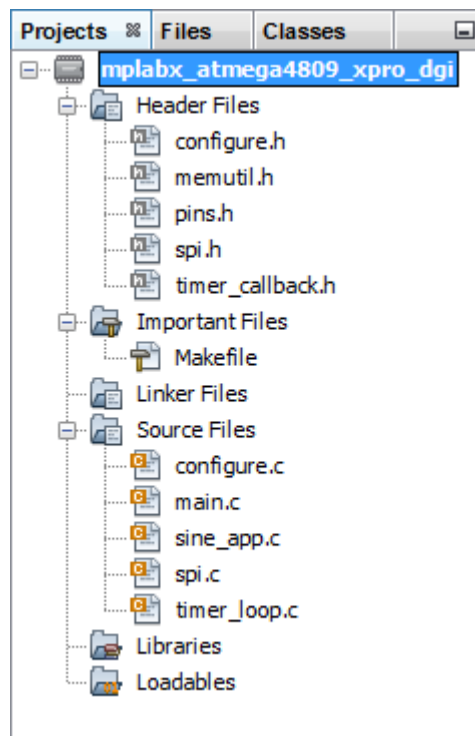 Projects Files Classes
mplabx_atmega4809_xpro_dgi
Header Files
configure.h
memutil.h
pins.h
spi.h
timer_callback.h
Important Files
Makefile
Linker Files
Source Files
configure.c
main.c
sine_app.c
spi.c
timer_loop.c
Libraries
Loadables